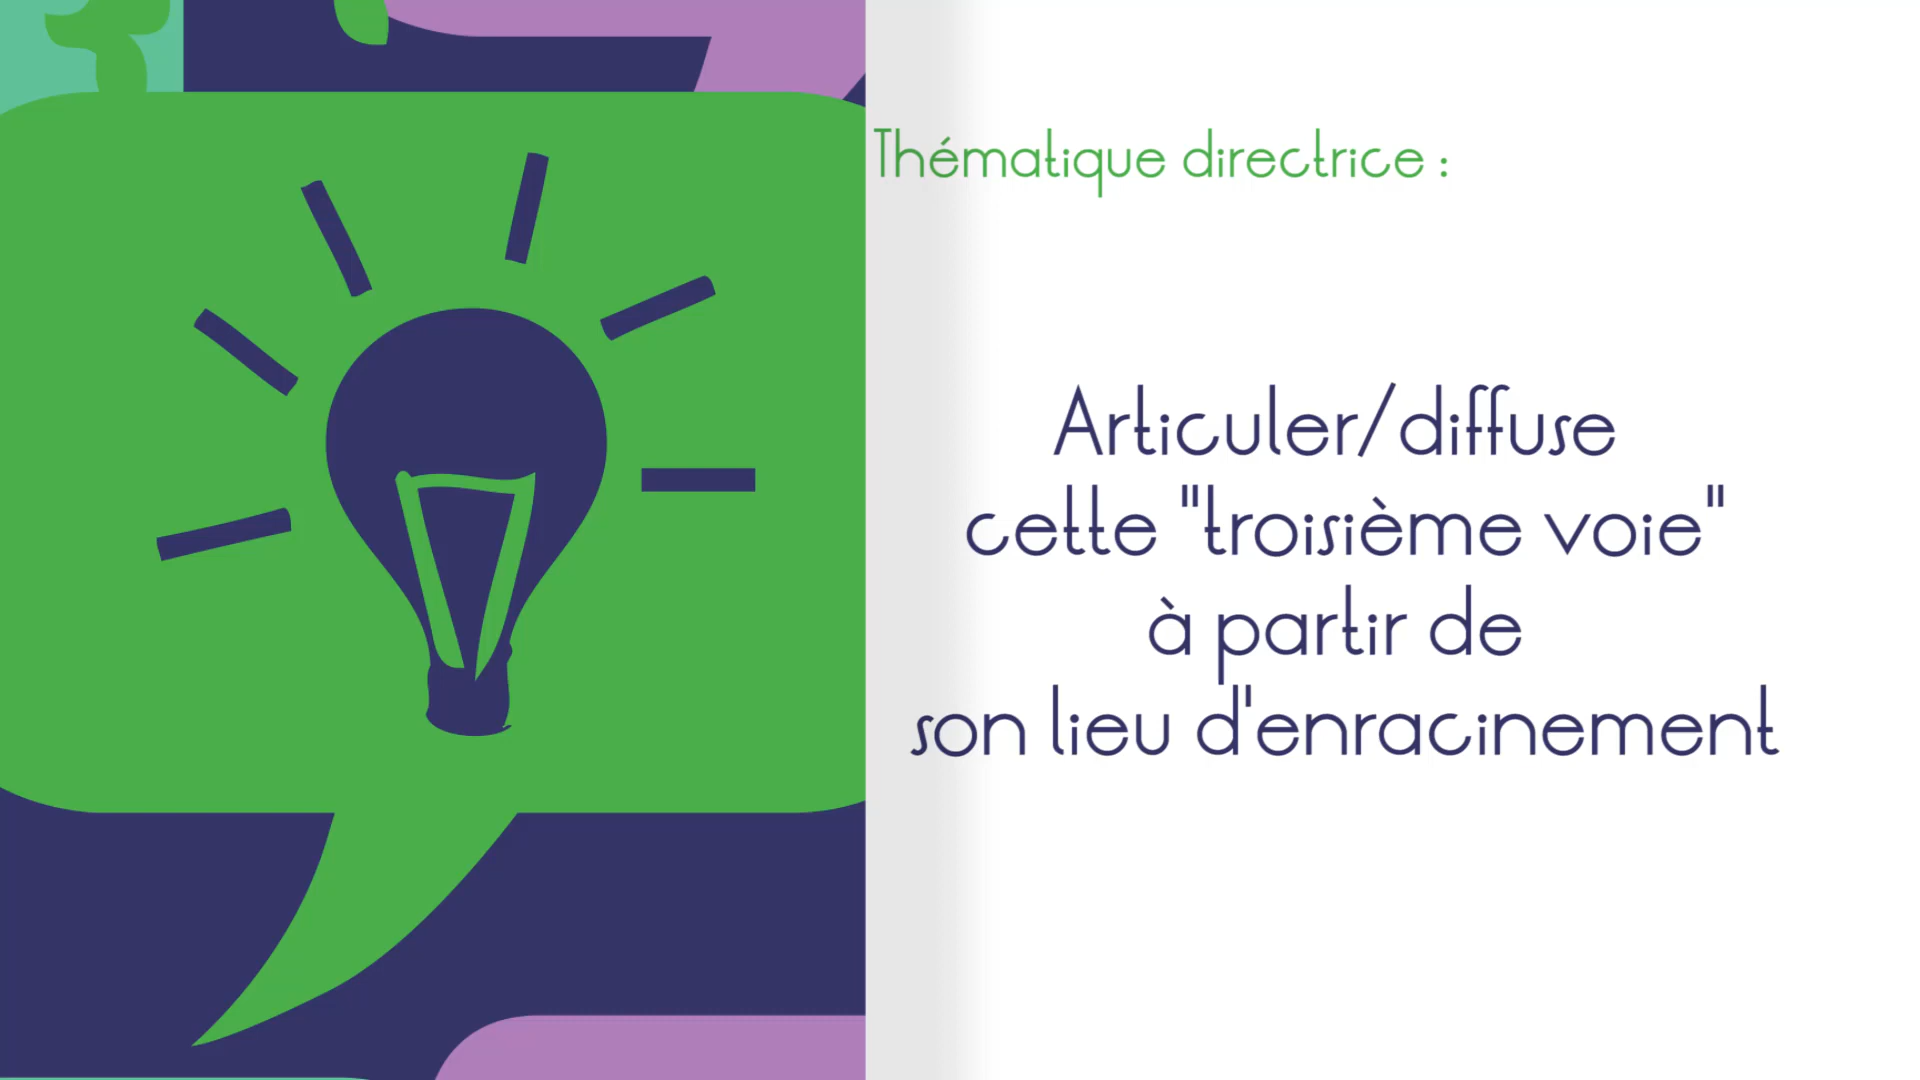 Thématique directrice :
Articuler/diffuse
cette "troisième voie"
à partir de
son lieu d'enracinement